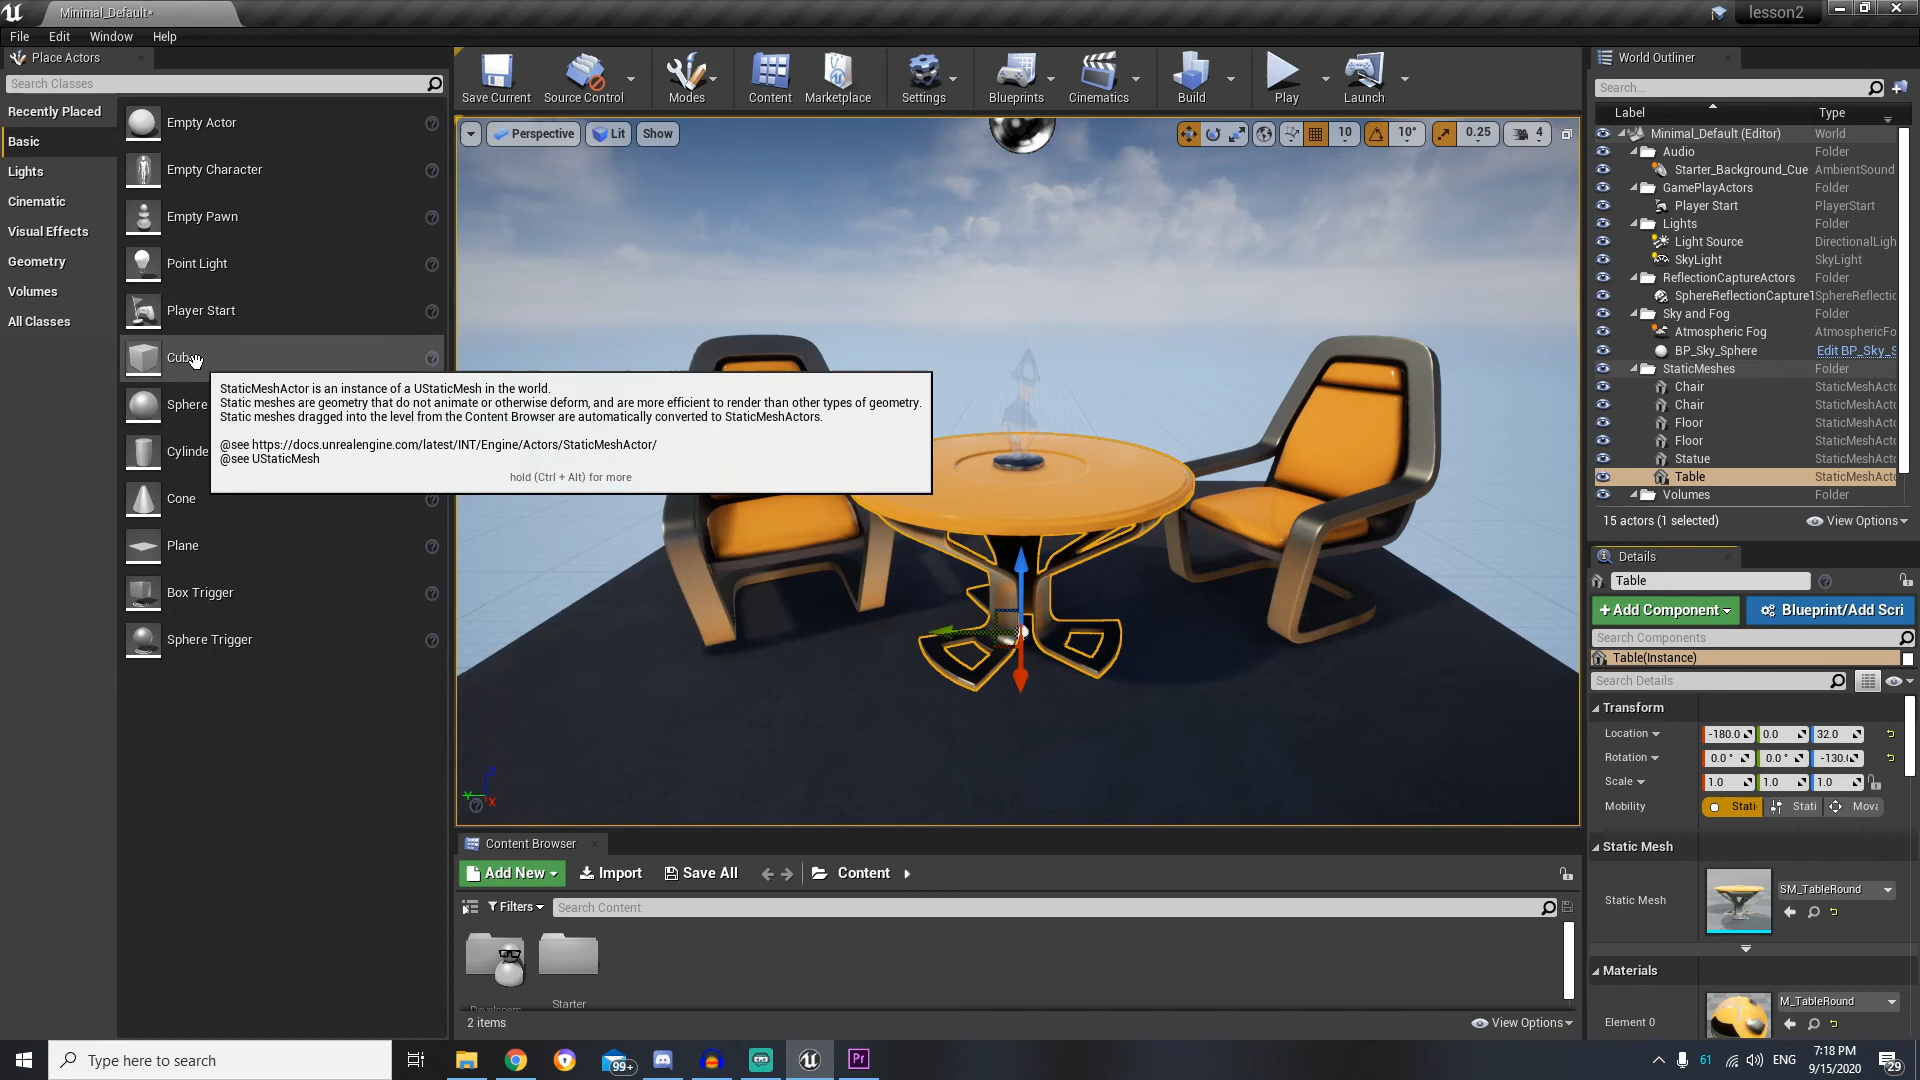 Minimal_Default*
lesson2
File Edit Window Help
Place Actors
Search Classes
Recently Placed
Basic
Lights
Cinematic
Visual Effects
Geometry
Volumes
All Classes
Empty Actor
Empty Character
Empty Pawn
Point Light
Player Start
Cub
Sphere
Cylinde
Cone
Plane
Box Trigger
Sphere Trigger
StaticMeshActor is an instance of a UStaticMesh in the world.
Static meshes are geometry that do not animate or otherwise deform, and are more efficient to render than other types of geometry.
Static meshes dragged into the level from the Content Browser are automatically converted to StaticMeshActors.
@see https://docs.unrealengine.com/latest/INT/Engine/Actors/StaticMeshActor/
@see UStaticMesh
hold (Ctrl + Alt) for more
Save Current Source Control Modes Content Marketplace Settings Blueprints Cinematics Build Play Launch
Perspective Lit Show
10 10° 0.25 4
Z
Y
X
World Outliner
Search...
Label Type
Minimal_Default (Editor) World
Audio Folder
Starter_Background_Cue AmbientSound
GamePlayActors Folder
Player Start PlayerStart
Lights Folder
Light Source DirectionalLigh
SkyLight SkyLight
ReflectionCaptureActors Folder
SphereReflectionCapture1 SphereReflectic
Sky and Fog Folder
Atmospheric Fog AtmosphericFo
BP_Sky_Sphere Edit BP_Sky_S
StaticMeshes Folder
Chair StaticMeshActo
Chair StaticMeshActo
Floor StaticMeshActo
Floor StaticMeshActo
Statue StaticMeshActo
Table StaticMeshActo
Volumes Folder
15 actors (1 selected) View Options
Details
Table
+Add Component Blueprint/Add Scri
Search Components
Table(Instance)
Search Details
Transform
Location -180.0 0.0 32.0
Rotation 0.0 ° 0.0 ° -130.
Scale 1.0 1.0 1.0
Mobility Stati Stati Mova
Static Mesh
Static Mesh SM_TableRound
Materials
Element 0 M_TableRound
Content Browser
Add New Import Save All Content
Filters Search Content
Starter
2 items
View Options
Type here to search
99+
Pr
61 ENG 7:18 PM
9/15/2020
29